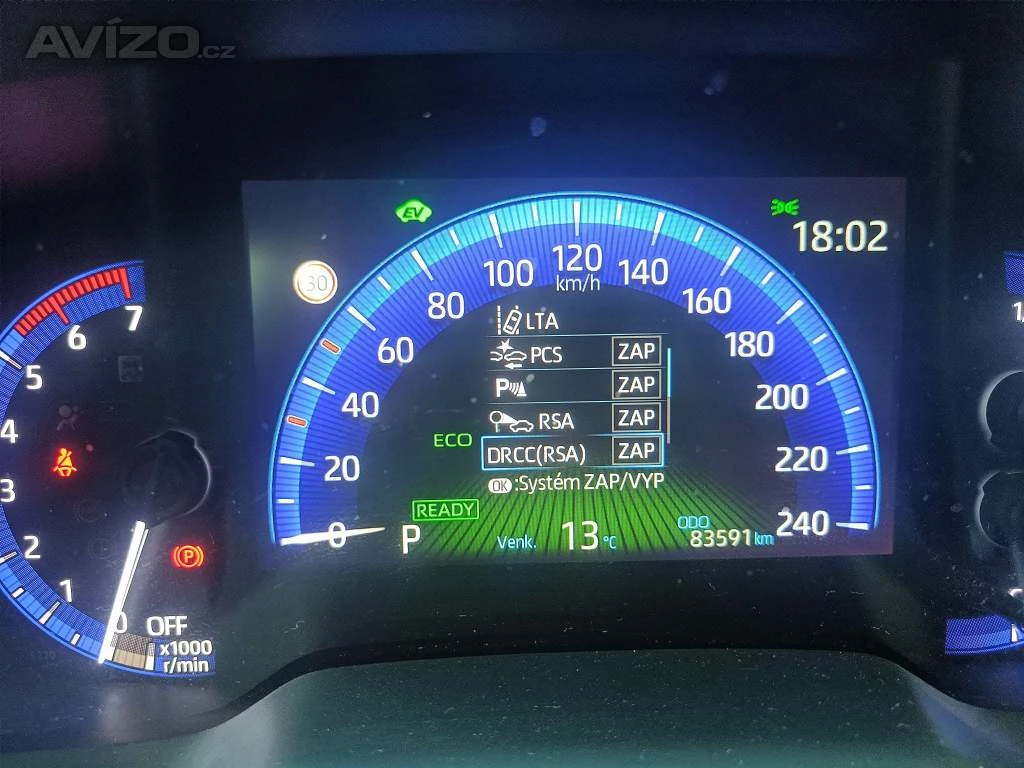 AVÍZO.cz
EV
18:02
30
0
20
40
60
80
100
120
140
160
180
200
220
240
km/h
LTA
PCS ZAP
P ZAP
RSA ZAP
DRCC(RSA) ZAP
OK :Systém ZAP/VYP
ECO
READY
P
Venk. 13 °C
ODO
83591 km
7
6
5
4
3
2
1
0
OFF
x1000
r/min
P
1/